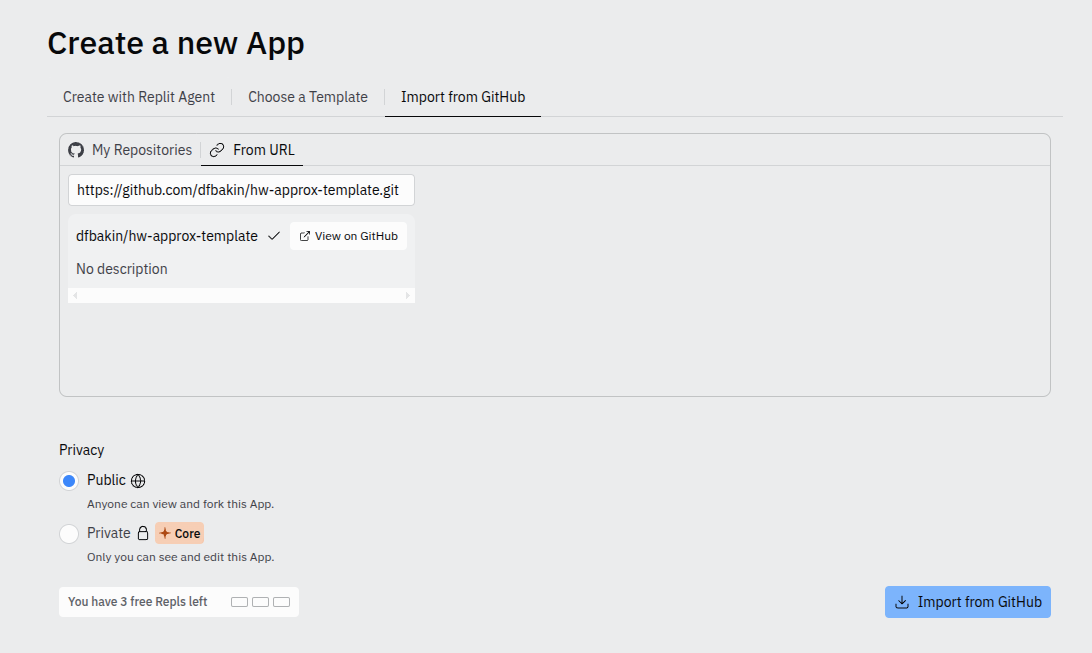 Create a new App
Create with Replit Agent
Choose a Template
Import from GitHub
My Repositories
From URL
https://github.com/dfbakin/hw-approx-template.git
dfbakin/hw-approx-template
View on GitHub
No description
Privacy
Public
Anyone can view and fork this App.
Private
Core
Only you can see and edit this App.
You have 3 free Repls left
Import from GitHub